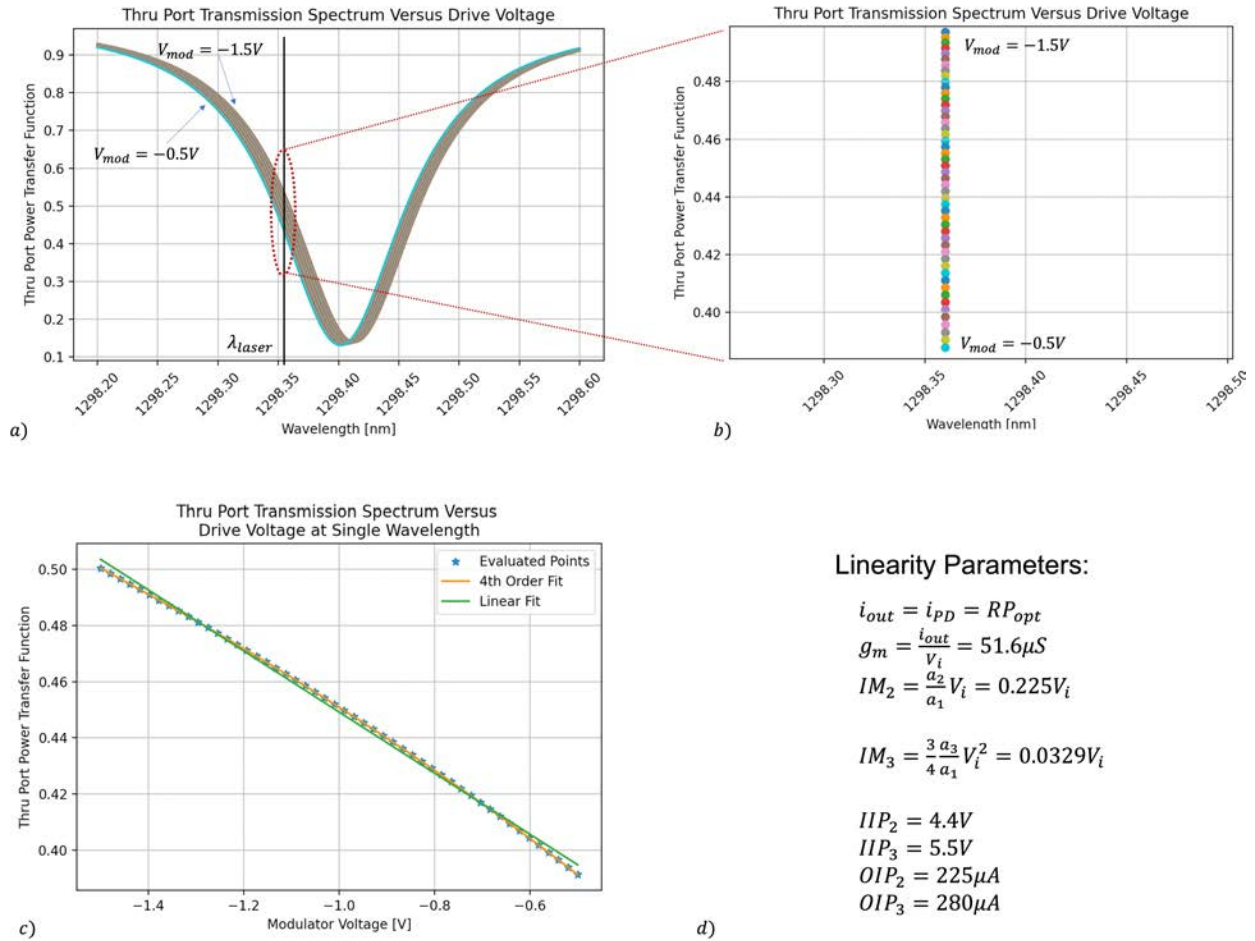 Thru Port Transmission Spectrum Versus Drive Voltage
Thru Port Power Transfer Function
0.9
0.8
0.7
0.6
0.5
0.4
0.3
0.2
0.1
V_mod = −1.5V
V_mod = −0.5V
λ_laser
1298.20
1298.25
1298.30
1298.35
1298.40
1298.45
1298.50
1298.55
1298.60
Wavelength [nm]
a)
Thru Port Transmission Spectrum Versus Drive Voltage
Thru Port Power Transfer Function
0.48
0.46
0.44
0.42
0.40
V_mod = −1.5V
V_mod = −0.5V
1298.30
1298.35
1298.40
1298.45
1298.50
Wavelength [nm]
b)
Thru Port Transmission Spectrum Versus
Drive Voltage at Single Wavelength
Thru Port Power Transfer Function
0.50
0.48
0.46
0.44
0.42
0.40
Evaluated Points
4th Order Fit
Linear Fit
−1.4
−1.2
−1.0
−0.8
−0.6
Modulator Voltage [V]
c)
Linearity Parameters:
i_out = i_PD = RP_opt
g_m = i_out/V_i = 51.6μS
IM_2 = a_2/a_1 V_i = 0.225V_i
IM_3 = 3/4 a_3/a_1 V_i^2 = 0.0329V_i
IIP_2 = 4.4V
IIP_3 = 5.5V
OIP_2 = 225μA
OIP_3 = 280μA
d)